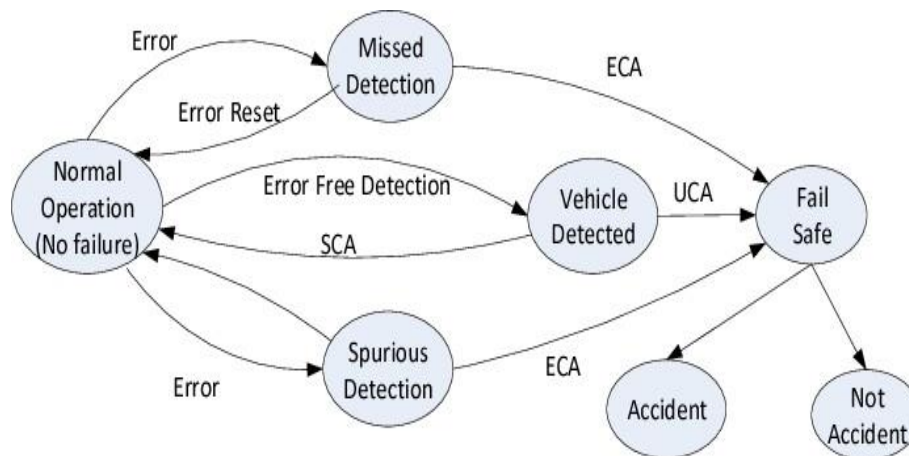 Error
Missed
Detection
ECA
Error Reset
Normal
Operation
(No failure)
Error Free Detection
Vehicle
Detected
UCA
Fail
Safe
SCA
Spurious
Detection
Error
ECA
Accident
Not
Accident